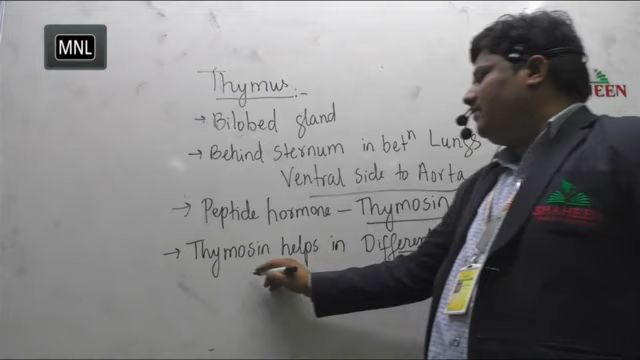 MNL
Thymus:-
→ Bilobed gland
→ Behind sternum in betⁿ Lungs
Ventral side to Aorta
→ Peptide hormone – Thymosin
→ Thymosin helps in
EEN
SHAHEEN